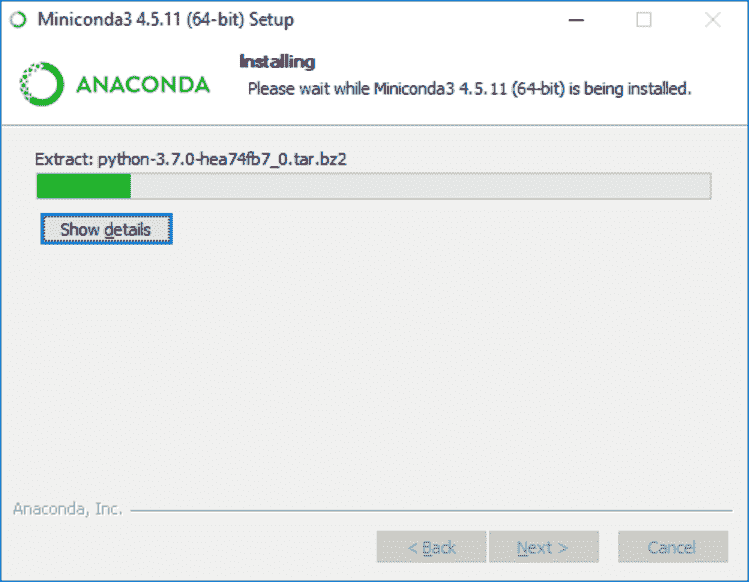 Miniconda3 4.5.11 (64-bit) Setup
ANACONDA
Installing
Please wait while Miniconda3 4.5.11 (64-bit) is being installed.
Extract: python-3.7.0-hea74fb7_0.tar.bz2
Show details
Anaconda, Inc.
< Back
Next >
Cancel